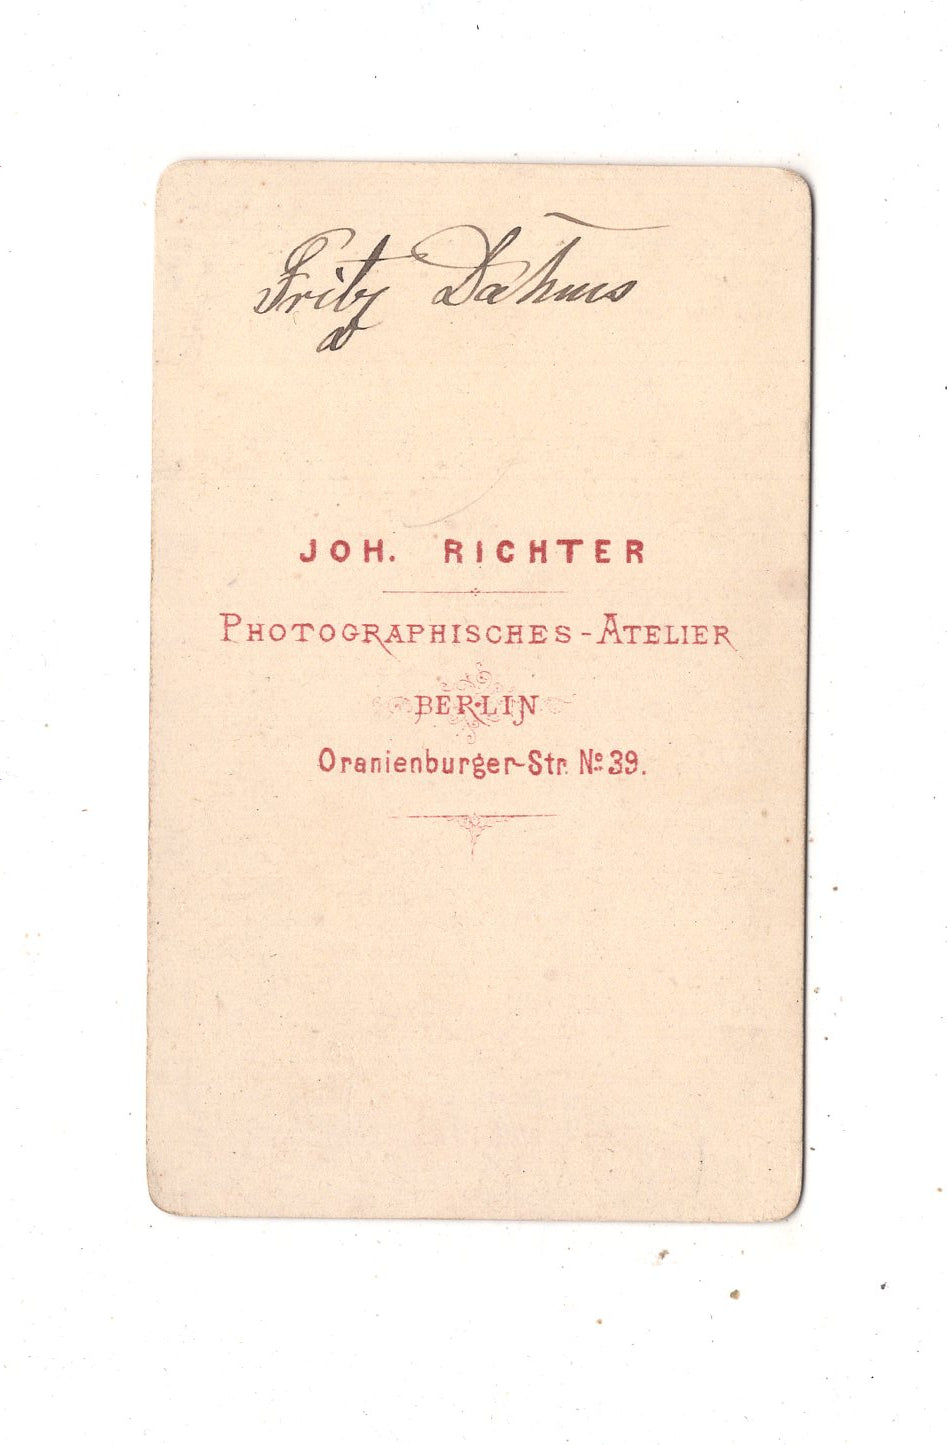 Fritz Dahms
JOH. RICHTER
PHOTOGRAPHISCHES-ATELIER
BERLIN
Oranienburger-Str. No 39.